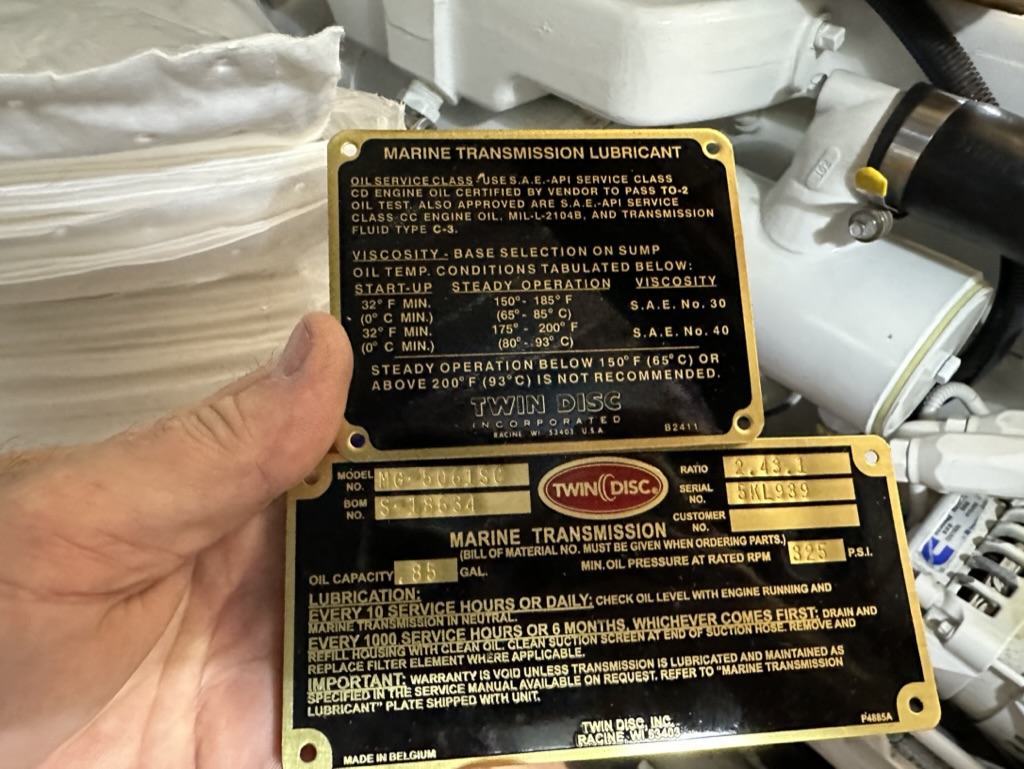 MARINE TRANSMISSION LUBRICANT
OIL SERVICE CLASS - USE S.A.E.-API SERVICE CLASS
CD ENGINE OIL CERTIFIED BY VENDOR TO PASS TO-2
OIL TEST. ALSO APPROVED ARE S.A.E.-API SERVICE
CLASS CC ENGINE OIL, MIL-L-2104B, AND TRANSMISSION
FLUID TYPE C-3.
VISCOSITY - BASE SELECTION ON SUMP
OIL TEMP. CONDITIONS TABULATED BELOW:
START-UP STEADY OPERATION VISCOSITY
32° F MIN. 150° - 185° F S.A.E. No. 30
(0° C MIN.) (65° - 85° C)
32° F MIN. 175° - 200° F S.A.E. No. 40
(0° C MIN.) (80° - 93° C)
STEADY OPERATION BELOW 150°F (65°C) OR
ABOVE 200°F (93°C) IS NOT RECOMMENDED.
TWIN DISC
INCORPORATED
RACINE WI 53403 U.S.A
B2411
MODEL NO. MG-5061SC
BOM NO. S-18634
TWIN DISC®
RATIO 2.43.1
SERIAL NO. 5KL939
CUSTOMER NO.
MARINE TRANSMISSION
(BILL OF MATERIAL NO. MUST BE GIVEN WHEN ORDERING PARTS.)
OIL CAPACITY .85 GAL.
MIN. OIL PRESSURE AT RATED RPM 325 P.S.I.
LUBRICATION:
EVERY 10 SERVICE HOURS OR DAILY: CHECK OIL LEVEL WITH ENGINE RUNNING AND
MARINE TRANSMISSION IN NEUTRAL.
EVERY 1000 SERVICE HOURS OR 6 MONTHS, WHICHEVER COMES FIRST: DRAIN AND
REFILL HOUSING WITH CLEAN OIL. CLEAN SUCTION SCREEN AT END OF SUCTION HOSE. REMOVE AND
REPLACE FILTER ELEMENT WHERE APPLICABLE.
IMPORTANT: WARRANTY IS VOID UNLESS TRANSMISSION IS LUBRICATED AND MAINTAINED AS
SPECIFIED IN THE SERVICE MANUAL AVAILABLE ON REQUEST. REFER TO "MARINE TRANSMISSION
LUBRICANT" PLATE SHIPPED WITH UNIT.
TWIN DISC, INC.
RACINE, WI 53403
MADE IN BELGIUM
P4885A